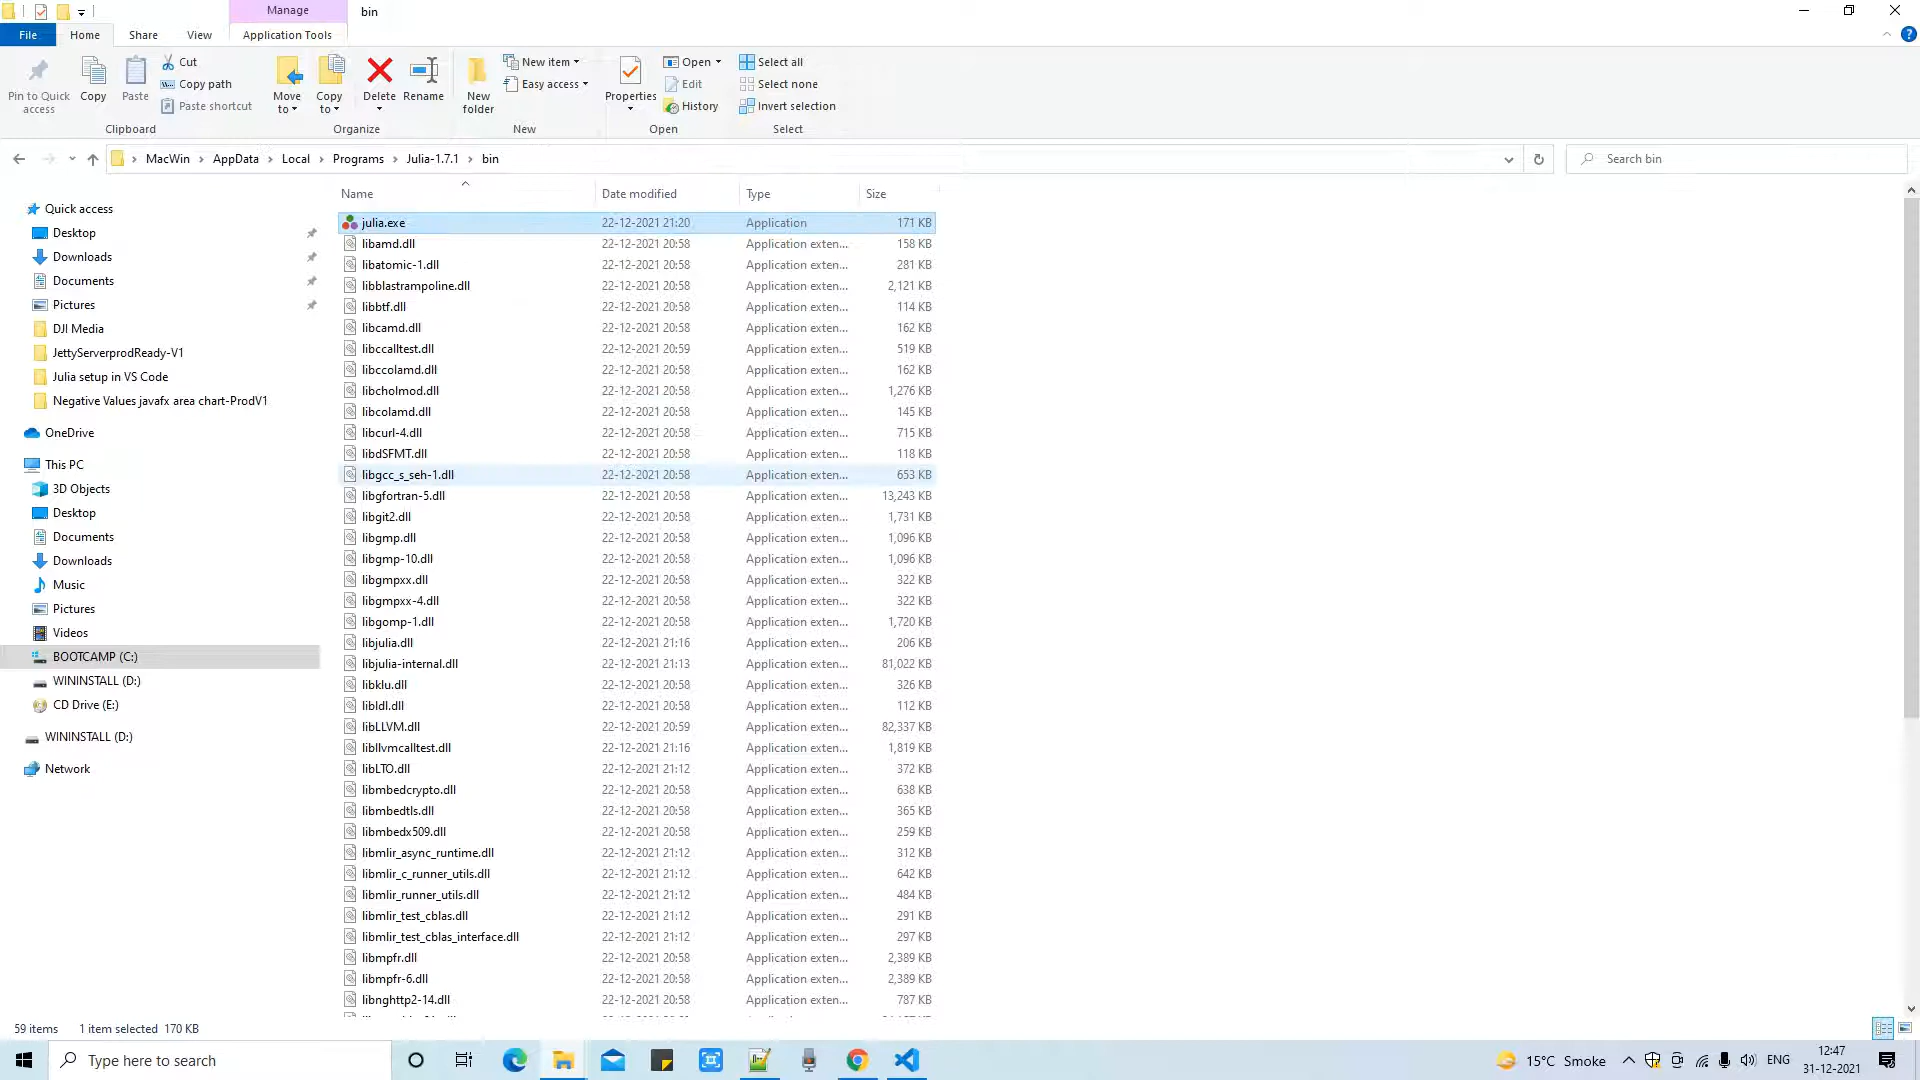 Manage
bin
File
Home
Share
View
Application Tools
Pin to Quick access
Copy
Paste
Cut
Copy path
Paste shortcut
Clipboard
Move to
Copy to
Delete
Rename
Organize
New folder
New item
Easy access
New
Properties
Open
Edit
History
Open
Select all
Select none
Invert selection
Select
MacWin > AppData > Local > Programs > Julia-1.7.1 > bin
Search bin
Quick access
Desktop
Downloads
Documents
Pictures
DJI Media
JettyServerprodReady-V1
Julia setup in VS Code
Negative Values javafx area chart-ProdV1
OneDrive
This PC
3D Objects
Desktop
Documents
Downloads
Music
Pictures
Videos
BOOTCAMP (C:)
WININSTALL (D:)
CD Drive (E:)
WININSTALL (D:)
Network
Name Date modified Type Size
julia.exe 22-12-2021 21:20 Application 171 KB
libamd.dll 22-12-2021 20:58 Application exten... 158 KB
libatomic-1.dll 22-12-2021 20:58 Application exten... 281 KB
libblastrampoline.dll 22-12-2021 20:58 Application exten... 2,121 KB
libbtf.dll 22-12-2021 20:58 Application exten... 114 KB
libcamd.dll 22-12-2021 20:58 Application exten... 162 KB
libccalltest.dll 22-12-2021 20:59 Application exten... 519 KB
libccolamd.dll 22-12-2021 20:58 Application exten... 162 KB
libcholmod.dll 22-12-2021 20:58 Application exten... 1,276 KB
libcolamd.dll 22-12-2021 20:58 Application exten... 145 KB
libcurl-4.dll 22-12-2021 20:58 Application exten... 715 KB
libdSFMT.dll 22-12-2021 20:58 Application exten... 118 KB
libgcc_s_seh-1.dll 22-12-2021 20:58 Application exten... 653 KB
libgfortran-5.dll 22-12-2021 20:58 Application exten... 13,243 KB
libgit2.dll 22-12-2021 20:58 Application exten... 1,731 KB
libgmp.dll 22-12-2021 20:58 Application exten... 1,096 KB
libgmp-10.dll 22-12-2021 20:58 Application exten... 1,096 KB
libgmpxx.dll 22-12-2021 20:58 Application exten... 322 KB
libgmpxx-4.dll 22-12-2021 20:58 Application exten... 322 KB
libgomp-1.dll 22-12-2021 20:58 Application exten... 1,720 KB
libjulia.dll 22-12-2021 21:16 Application exten... 206 KB
libjulia-internal.dll 22-12-2021 21:13 Application exten... 81,022 KB
libklu.dll 22-12-2021 20:58 Application exten... 326 KB
libldl.dll 22-12-2021 20:58 Application exten... 112 KB
libLLVM.dll 22-12-2021 20:59 Application exten... 82,337 KB
libllvmcalltest.dll 22-12-2021 21:16 Application exten... 1,819 KB
libLTO.dll 22-12-2021 21:12 Application exten... 372 KB
libmbedcrypto.dll 22-12-2021 20:58 Application exten... 638 KB
libmbedtls.dll 22-12-2021 20:58 Application exten... 365 KB
libmbedx509.dll 22-12-2021 20:58 Application exten... 259 KB
libmlir_async_runtime.dll 22-12-2021 21:12 Application exten... 312 KB
libmlir_c_runner_utils.dll 22-12-2021 21:12 Application exten... 642 KB
libmlir_runner_utils.dll 22-12-2021 21:12 Application exten... 484 KB
libmlir_test_cblas.dll 22-12-2021 21:12 Application exten... 291 KB
libmlir_test_cblas_interface.dll 22-12-2021 21:12 Application exten... 297 KB
libmpfr.dll 22-12-2021 20:58 Application exten... 2,389 KB
libmpfr-6.dll 22-12-2021 20:58 Application exten... 2,389 KB
libnghttp2-14.dll 22-12-2021 20:58 Application exten... 787 KB
59 items 1 item selected 170 KB
Type here to search
15°C Smoke
ENG
12:47
31-12-2021